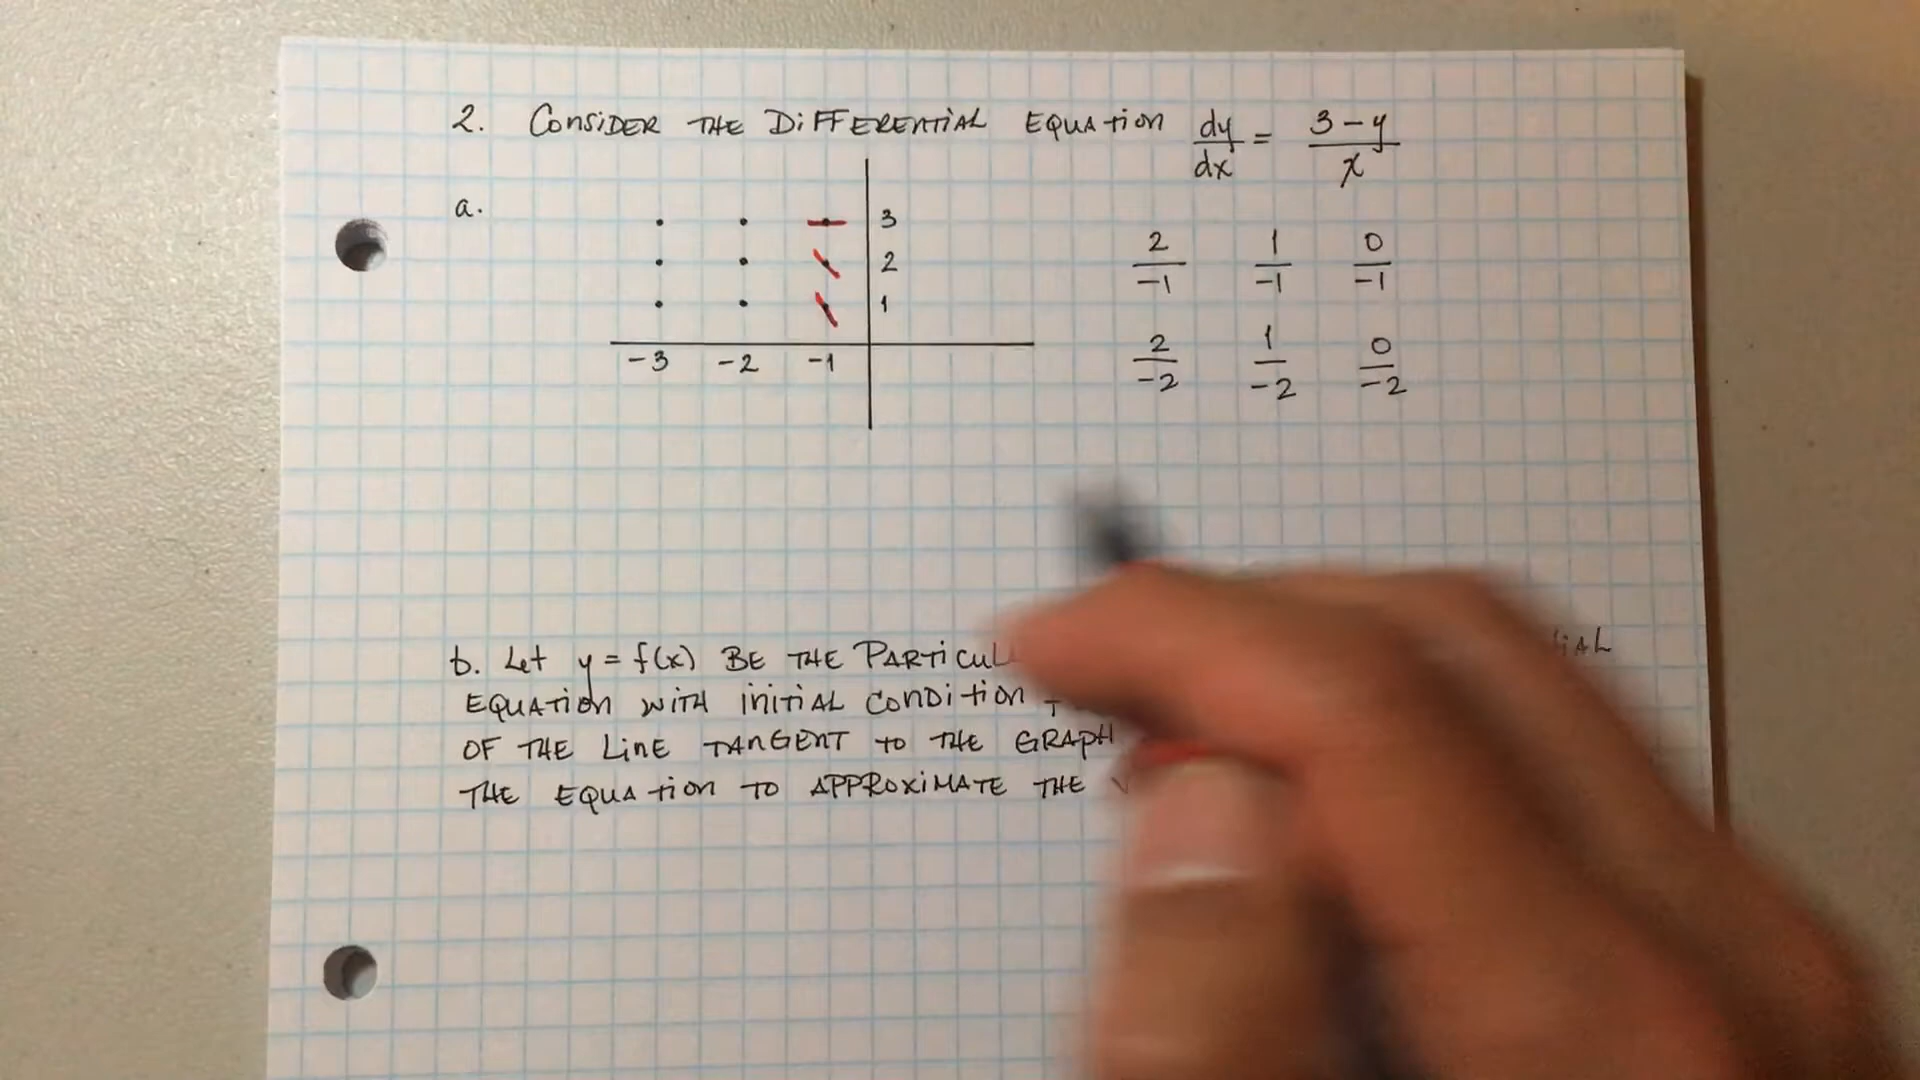 2. CONSIDER THE DIFFERENTIAL EQUATION dy/dx = 3-y/x
a.
3
2
1
-3 -2 -1
2/-1 1/-1 0/-1
2/-2 1/-2 0/-2
b. Let y = f(x) BE THE
EQUATION WITH INITIAL CONDITION
OF THE LINE TANGENT TO THE GRAPH
THE EQUATION TO APPROXIMATE THE